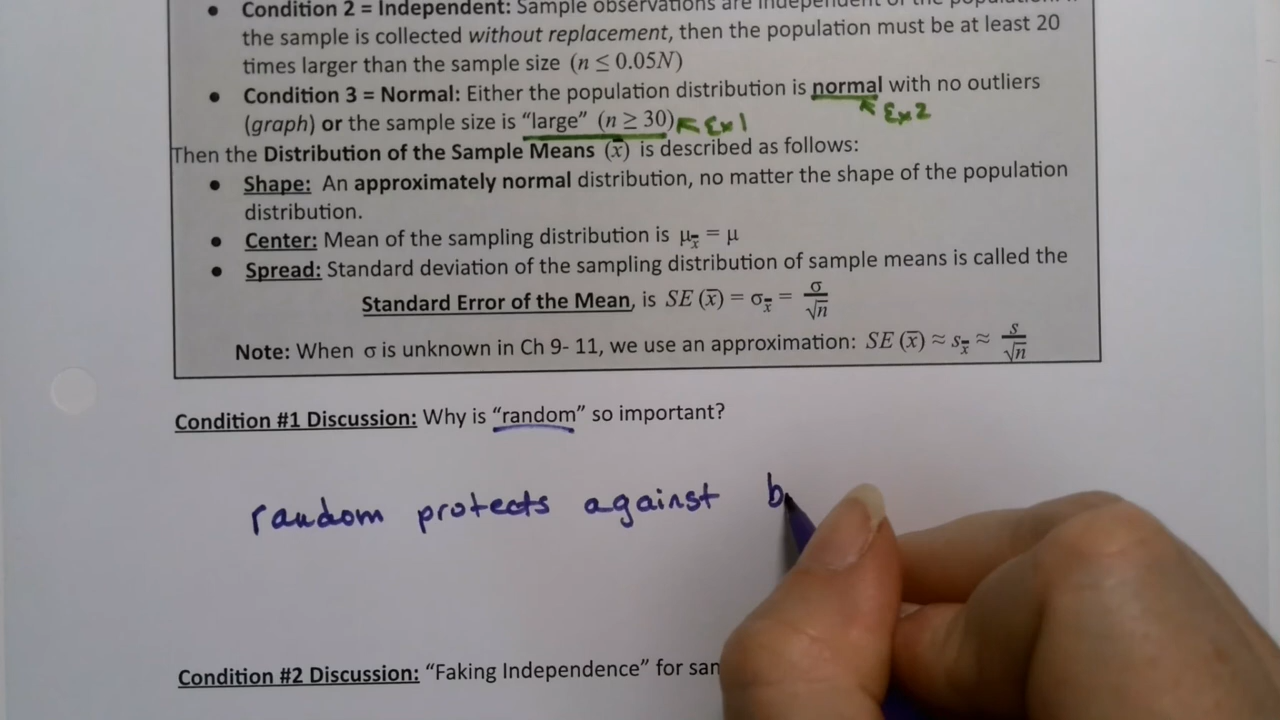 • Condition 2 = Independent: Sample observations are independent of the population.
the sample is collected without replacement, then the population must be at least 20
times larger than the sample size (n ≤ 0.05N)
• Condition 3 = Normal: Either the population distribution is normal with no outliers
(graph) or the sample size is “large” (n ≥ 30) Ex1 Ex2
Then the Distribution of the Sample Means (x̅) is described as follows:
• Shape: An approximately normal distribution, no matter the shape of the population
distribution.
• Center: Mean of the sampling distribution is μx̅ = μ
• Spread: Standard deviation of the sampling distribution of sample means is called the
Standard Error of the Mean, is SE (x̅) = σx̅ = σ/√n
Note: When σ is unknown in Ch 9- 11, we use an approximation: SE (x̅) ≈ sx̅ ≈ s/√n
Condition #1 Discussion: Why is “random” so important?
random protects against b
Condition #2 Discussion: “Faking Independence” for sam